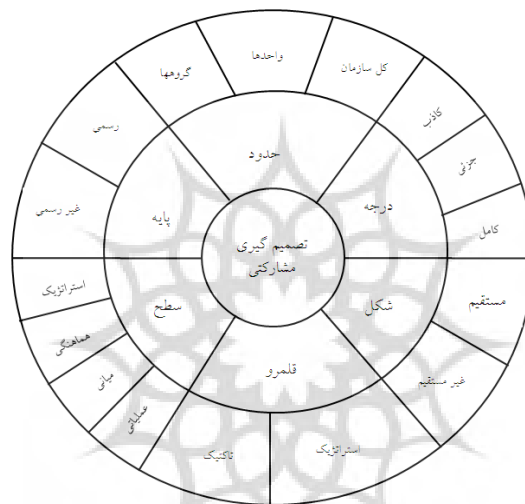 کل سازمان
واحدها
گروهها
رسمی
غیر رسمی
استراتژیک
هماهنگی
میانی
عملیاتی
تاکتیک
استراتژیک
غیر مستقیم
مستقیم
کامل
جزئی
کاذب
حدود
پایه
سطح
قلمرو
شکل
درجه
تصمیم گیری
مشارکتی